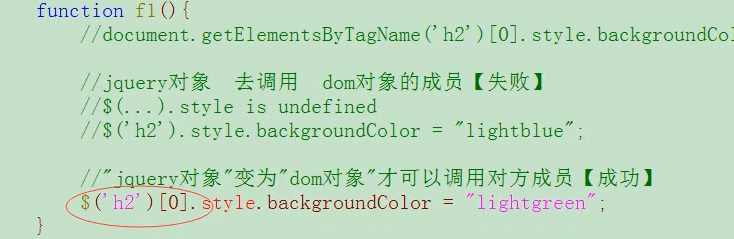 function f1(){
//document.getElementsByTagName('h2')[0].style.backgroundCol
//jquery对象 去调用 dom对象的成员【失败】
//$(...).style is undefined
//$('h2').style.backgroundColor = "lightblue";
//"jquery对象"变为"dom对象"才可以调用对方成员【成功】
$('h2')[0].style.backgroundColor = "lightgreen";
}